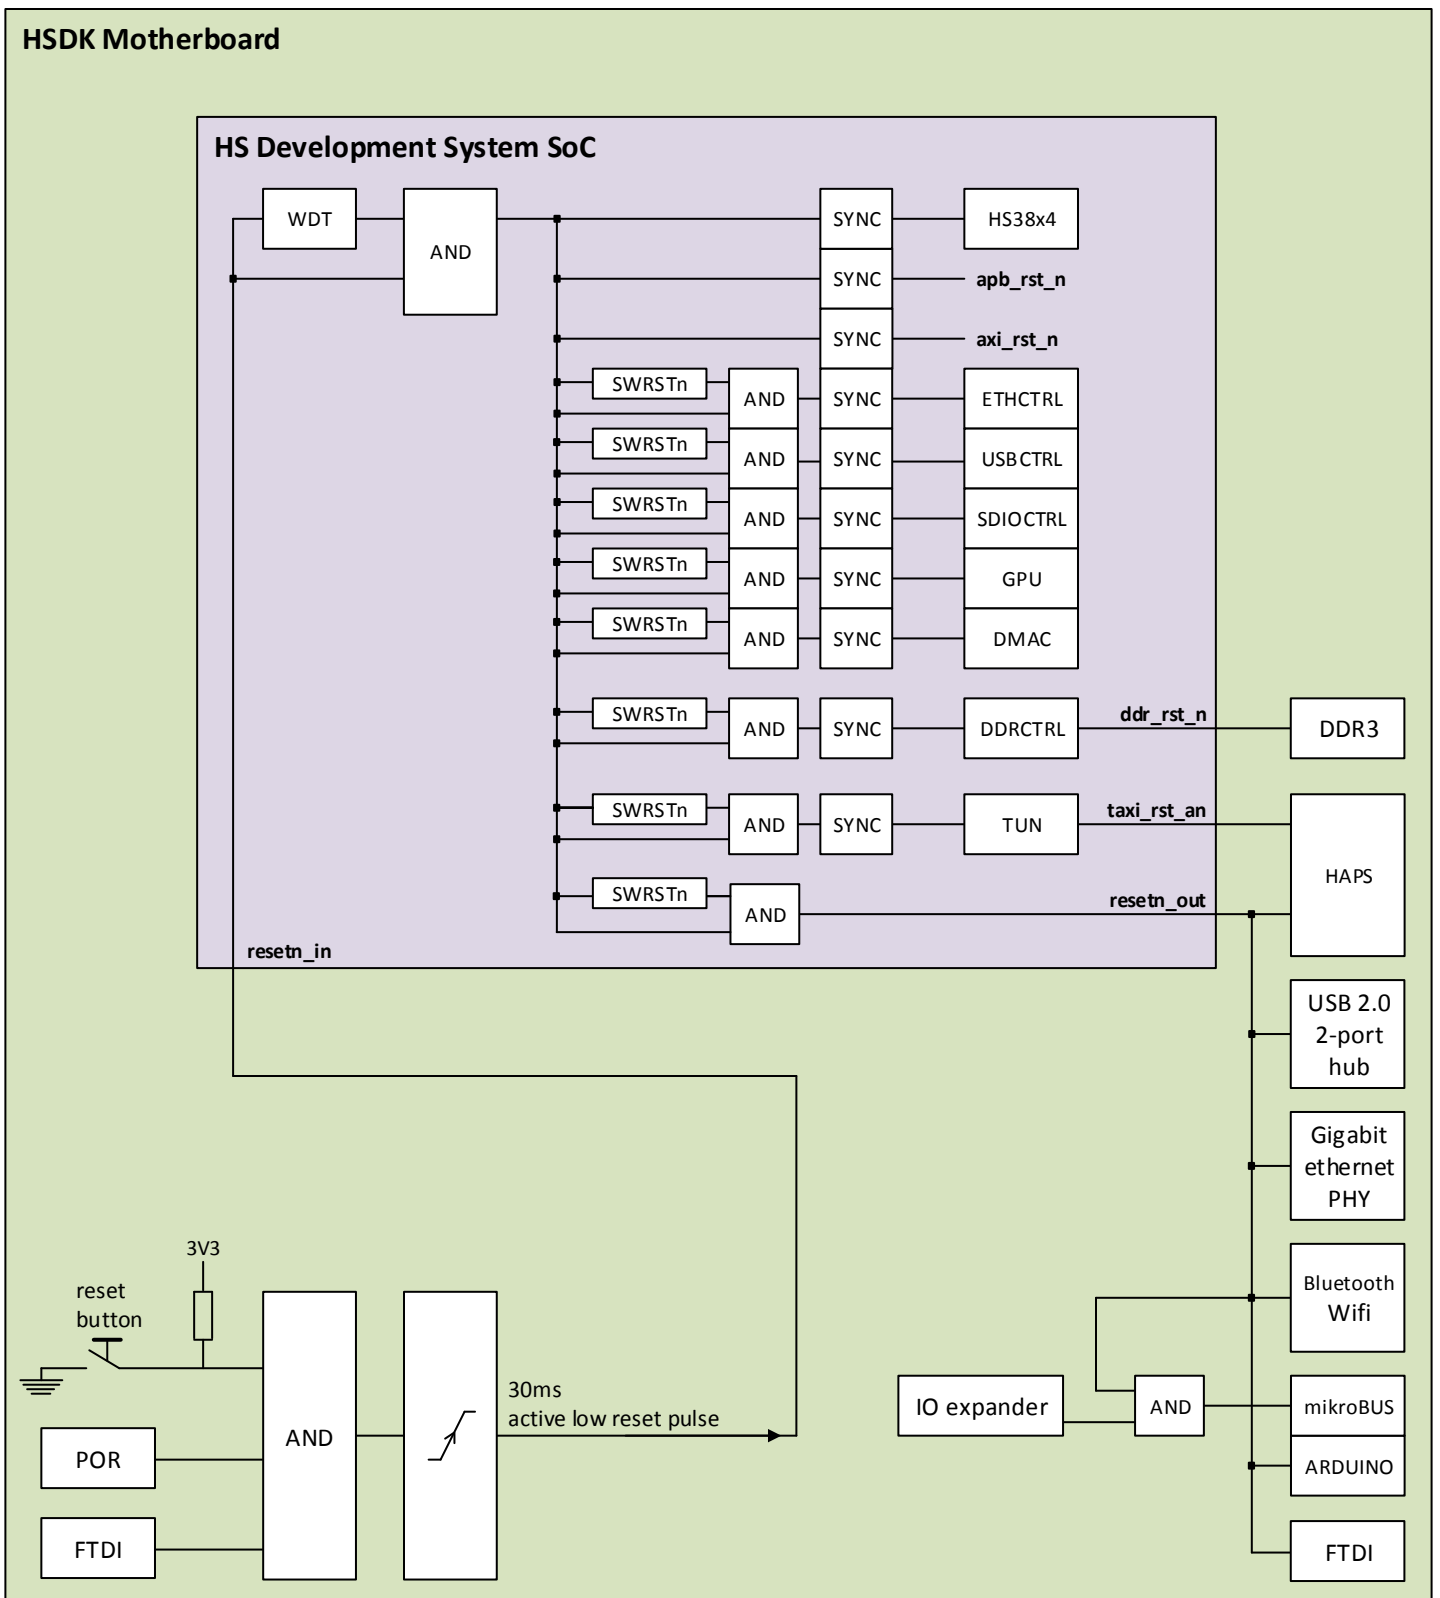 HSDK Motherboard
HS Development System SoC
WDT
AND
SYNC
HS38x4
SYNC
apb_rst_n
SYNC
axi_rst_n
SWRSTn
AND
SYNC
ETHCTRL
SWRSTn
AND
SYNC
USBCTRL
SWRSTn
AND
SYNC
SDIOCTRL
SWRSTn
AND
SYNC
GPU
SWRSTn
AND
SYNC
DMAC
SWRSTn
AND
SYNC
DDRCTRL
ddr_rst_n
DDR3
SWRSTn
AND
SYNC
TUN
taxi_rst_an
HAPS
SWRSTn
AND
resetn_out
resetn_in
USB 2.0
2-port
hub
Gigabit
ethernet
PHY
Bluetooth
Wifi
3V3
reset
button
POR
FTDI
AND
30ms
active low reset pulse
IO expander
AND
mikroBUS
ARDUINO
FTDI